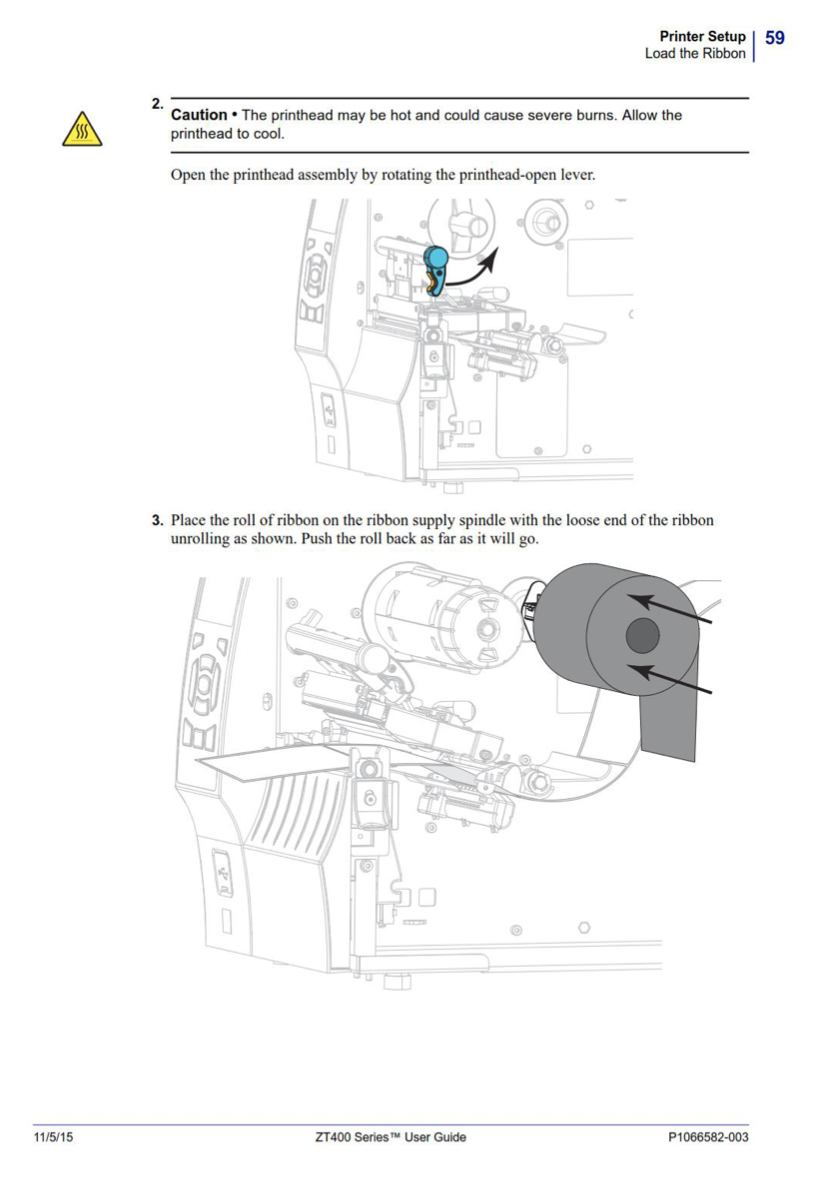 Printer Setup 59
Load the Ribbon
2.
Caution • The printhead may be hot and could cause severe burns. Allow the
printhead to cool.
Open the printhead assembly by rotating the printhead-open lever.
3. Place the roll of ribbon on the ribbon supply spindle with the loose end of the ribbon
unrolling as shown. Push the roll back as far as it will go.
11/5/15 ZT400 Series™ User Guide P1066582-003